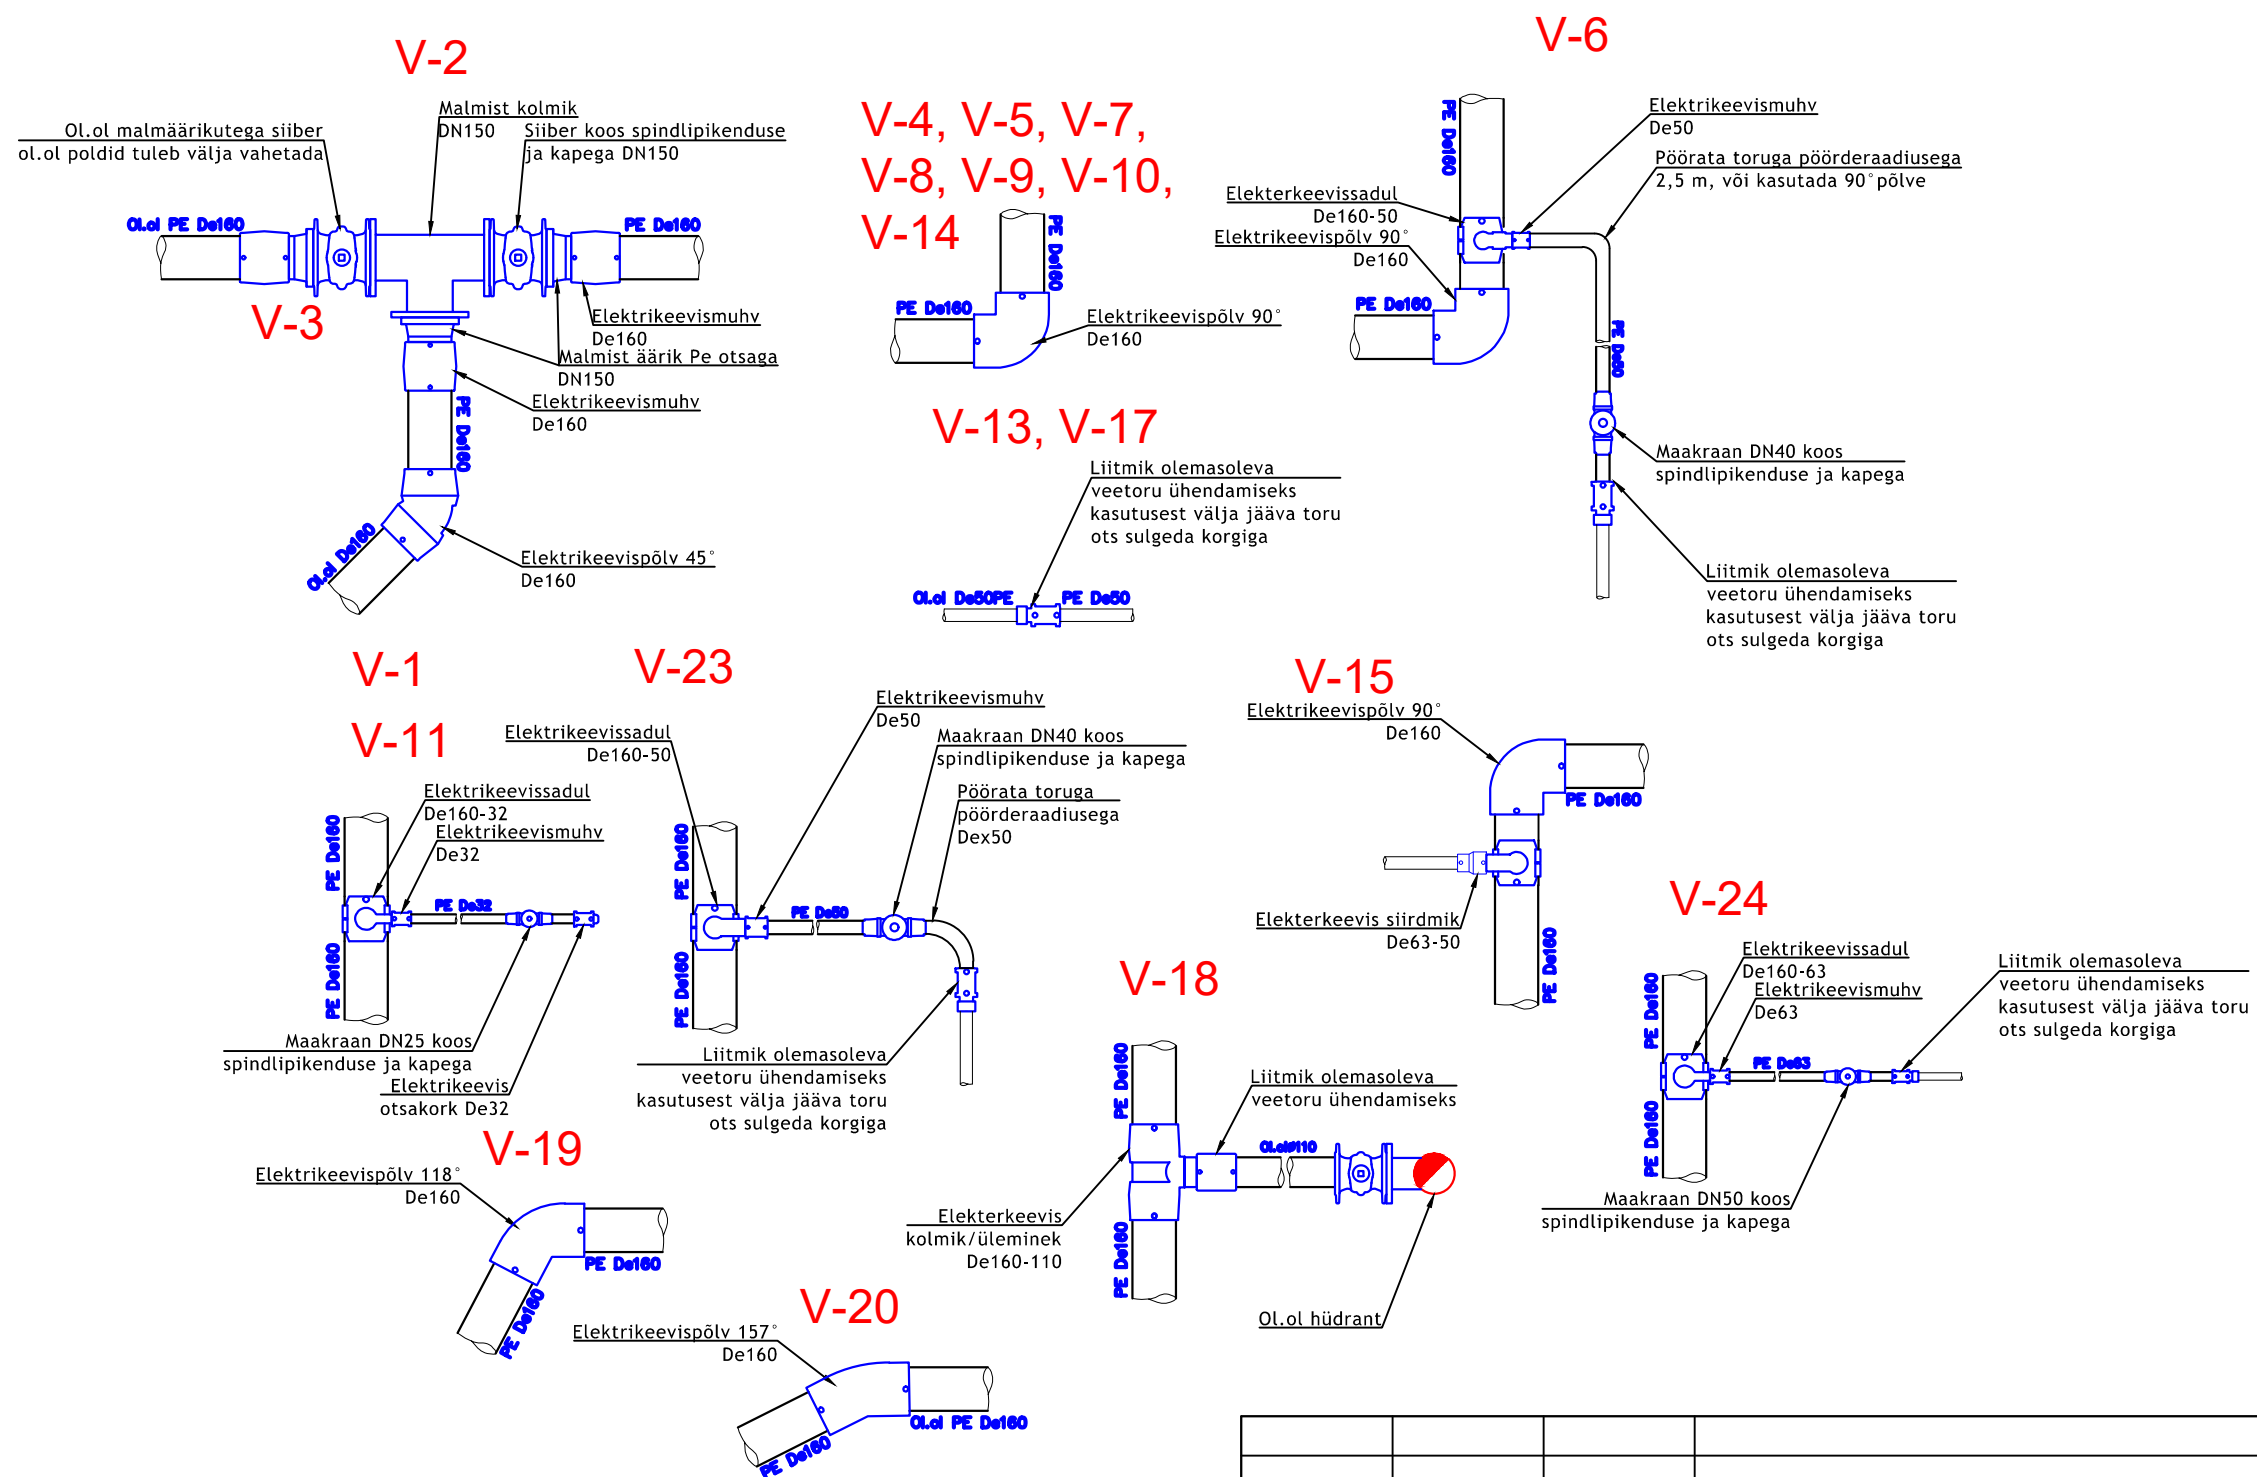 V-2
Malmist kolmik
DN150
Ol.ol malmäärikutega siiber
ol.ol poldid tuleb välja vahetada
Siiber koos spindlipikenduse
ja kapega DN150
Ol.ol PE De160
PE De160
V-3
Elektrikeevismuhv
De160
Malmist äärik Pe otsaga
DN150
Elektrikeevismuhv
De160
PE De160
Ol.ol De160
Elektrikeevispõlv 45°
De160
V-4, V-5, V-7,
V-8, V-9, V-10,
V-14
PE De160
PE De160
Elektrikeevispõlv 90°
De160
V-6
PE De160
Elektrikeevismuhv
De50
Pöörata toruga pöörderaadiusega
2,5 m, või kasutada 90°põlve
Elekterkeevissadul
De160-50
Elektrikeevispõlv 90°
De160
PE De160
PE De50
Maakraan DN40 koos
spindlipikenduse ja kapega
Liitmik olemasoleva
veetoru ühendamiseks
kasutusest välja jääva toru
ots sulgeda korgiga
V-13, V-17
Liitmik olemasoleva
veetoru ühendamiseks
kasutusest välja jääva toru
ots sulgeda korgiga
Ol.ol De50PE
PE De50
V-1
V-11
Elektrikeevissadul
De160-32
Elektrikeevismuhv
De32
PE De160
PE De32
PE De160
Maakraan DN25 koos
spindlipikenduse ja kapega
Elektrikeevis
otsakork De32
V-23
Elektrikeevismuhv
De50
Elektrikeevissadul
De160-50
Maakraan DN40 koos
spindlipikenduse ja kapega
Pöörata toruga
pöörderaadiusega
Dex50
PE De160
PE De50
PE De160
Liitmik olemasoleva
veetoru ühendamiseks
kasutusest välja jääva toru
ots sulgeda korgiga
V-15
Elektrikeevispõlv 90°
De160
PE De160
Elekterkeevis siirdmik
De63-50
PE De160
V-24
Elektrikeevissadul
De160-63
Elektrikeevismuhv
De63
Liitmik olemasoleva
veetoru ühendamiseks
kasutusest välja jääva toru
ots sulgeda korgiga
PE De160
PE De63
PE De160
Maakraan DN50 koos
spindlipikenduse ja kapega
V-18
PE De160
Liitmik olemasoleva
veetoru ühendamiseks
Ol.olØ110
Elekterkeevis
kolmik/üleminek
De160-110
PE De160
Ol.ol hüdrant
V-19
Elektrikeevispõlv 118°
De160
PE De160
PE De160
V-20
Elektrikeevispõlv 157°
De160
Ol.ol PE De160
PE De160